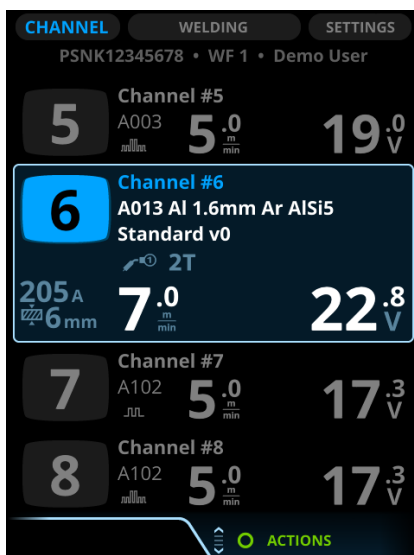 CHANNEL WELDING SETTINGS
PSNK12345678 • WF 1 • Demo User
5
Channel #5
A003 5.0 m/min 19.0 V
6
Channel #6
A013 Al 1.6mm Ar AlSi5
Standard v0
1 2T
205 A
6 mm
7.0 m/min 22.8 V
7
Channel #7
A102 5.0 m/min 17.3 V
8
Channel #8
A102 5.0 m/min 17.3 V
ACTIONS